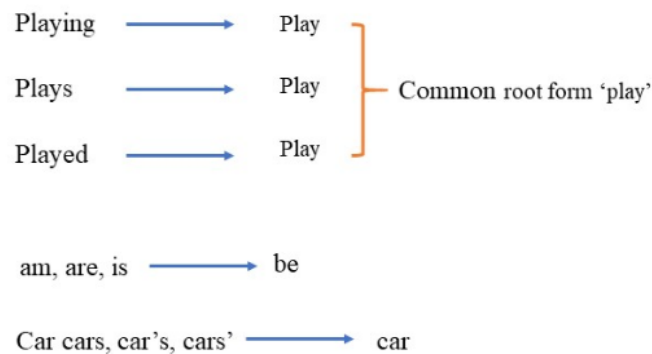 Playing Play
Plays Play
Common root form ‘play’
Played Play
am, are, is be
Car cars, car’s, cars’ car